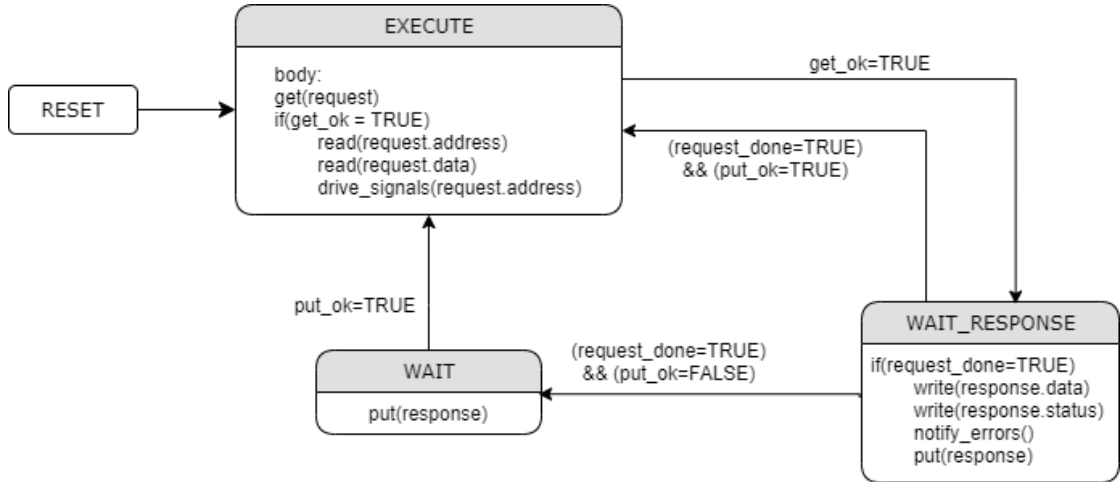 EXECUTE
body:
get(request)
if(get_ok = TRUE)
read(request.address)
read(request.data)
drive_signals(request.address)
RESET
get_ok=TRUE
(request_done=TRUE)
&& (put_ok=TRUE)
put_ok=TRUE
WAIT
put(response)
(request_done=TRUE)
&& (put_ok=FALSE)
WAIT_RESPONSE
if(request_done=TRUE)
write(response.data)
write(response.status)
notify_errors()
put(response)